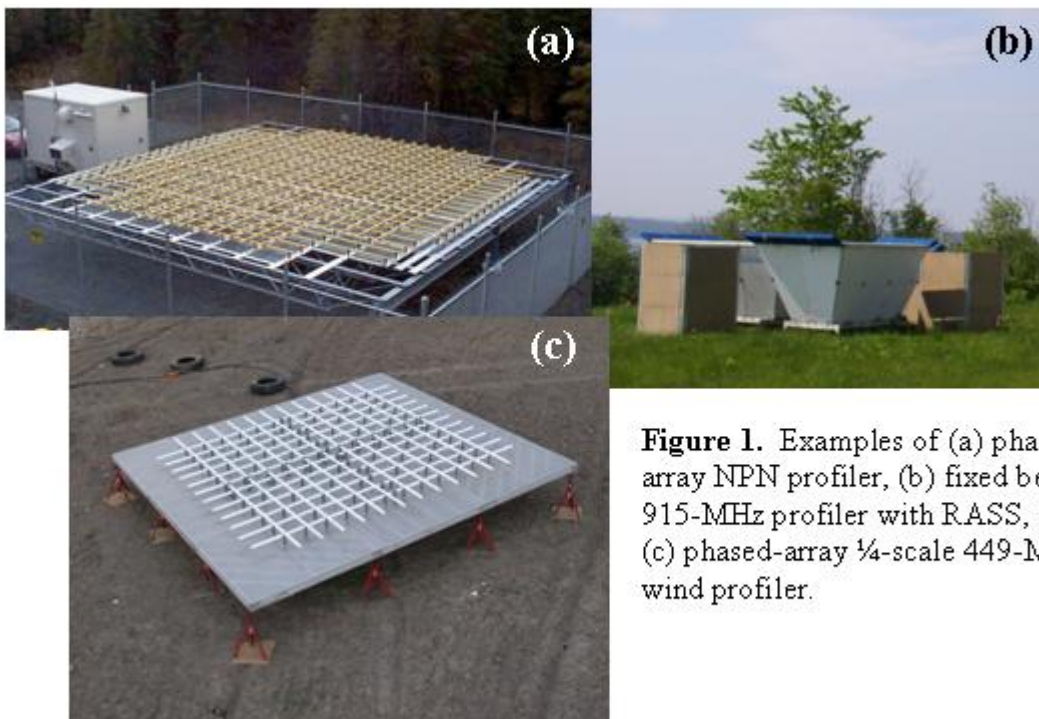 (a)
(b)
(c)
Figure 1. Examples of (a) pha
array NPN profiler, (b) fixed be
915-MHz profiler with RASS,
(c) phased-array ¼-scale 449-M
wind profiler.